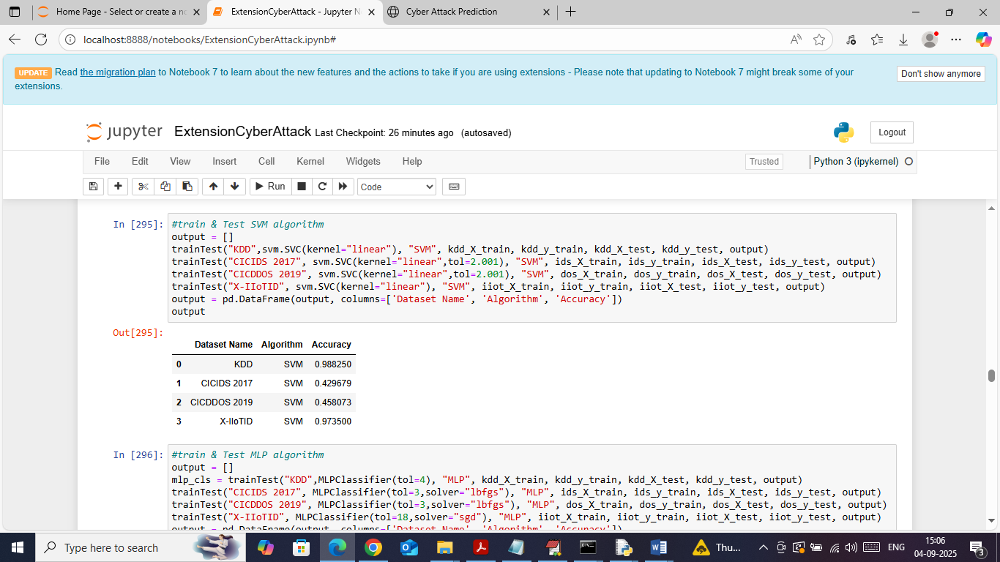 Home Page - Select or create a no
ExtensionCyberAttack - Jupyter N
Cyber Attack Prediction
localhost:8888/notebooks/ExtensionCyberAttack.ipynb#
UPDATE Read the migration plan to Notebook 7 to learn about the new features and the actions to take if you are using extensions - Please note that updating to Notebook 7 might break some of your
extensions.
Don't show anymore
jupyter ExtensionCyberAttack Last Checkpoint: 26 minutes ago (autosaved)
Logout
File Edit View Insert Cell Kernel Widgets Help
Trusted
Python 3 (ipykernel)
Run
Code
In [295]:
#train & Test SVM algorithm
output = []
trainTest("KDD",svm.SVC(kernel="linear"), "SVM", kdd_X_train, kdd_y_train, kdd_X_test, kdd_y_test, output)
trainTest("CICIDS 2017", svm.SVC(kernel="linear",tol=2.001), "SVM", ids_X_train, ids_y_train, ids_X_test, ids_y_test, output)
trainTest("CICDDOS 2019", svm.SVC(kernel="linear",tol=2.001), "SVM", dos_X_train, dos_y_train, dos_X_test, dos_y_test, output)
trainTest("X-IIoTID", svm.SVC(kernel="linear"), "SVM", iiot_X_train, iiot_y_train, iiot_X_test, iiot_y_test, output)
output = pd.DataFrame(output, columns=['Dataset Name', 'Algorithm', 'Accuracy'])
output
Out[295]:
Dataset Name Algorithm Accuracy
0 KDD SVM 0.988250
1 CICIDS 2017 SVM 0.429679
2 CICDDOS 2019 SVM 0.458073
3 X-IIoTID SVM 0.973500
In [296]:
#train & Test MLP algorithm
output = []
mlp_cls = trainTest("KDD",MLPClassifier(tol=4), "MLP", kdd_X_train, kdd_y_train, kdd_X_test, kdd_y_test, output)
trainTest("CICIDS 2017", MLPClassifier(tol=3,solver="lbfgs"), "MLP", ids_X_train, ids_y_train, ids_X_test, ids_y_test, output)
trainTest("CICDDOS 2019", MLPClassifier(tol=3,solver="lbfgs"), "MLP", dos_X_train, dos_y_train, dos_X_test, dos_y_test, output)
trainTest("X-IIoTID", MLPClassifier(tol=18,solver="sgd"), "MLP", iiot_X_train, iiot_y_train, iiot_X_test, iiot_y_test, output)
output = pd.DataFrame(output, columns=['Dataset Name', 'Algorithm', 'Accuracy'])
Type here to search
Thu...
ENG
15:06
04-09-2025
3